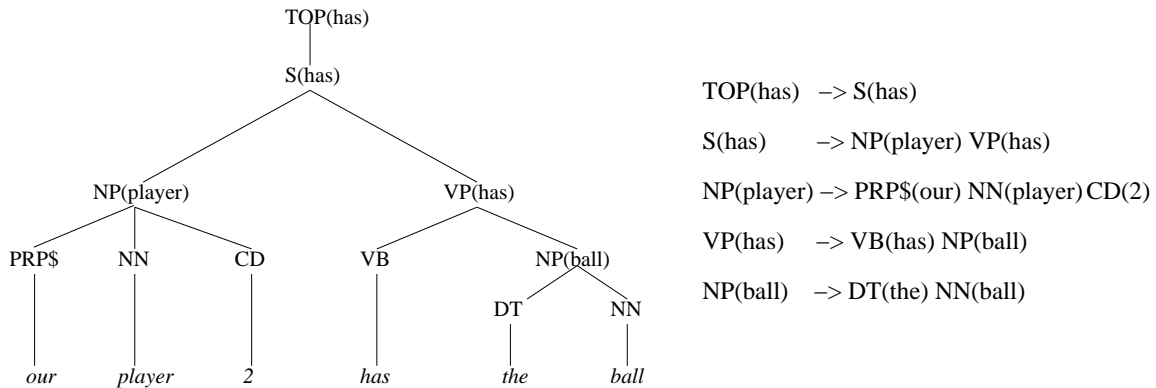 TOP(has)
S(has)
NP(player) VP(has)
PRP$ NN CD VB NP(ball)
DT NN
our player 2 has the ball
TOP(has) –> S(has)
S(has) –> NP(player) VP(has)
NP(player) –> PRP$(our) NN(player) CD(2)
VP(has) –> VB(has) NP(ball)
NP(ball) –> DT(the) NN(ball)